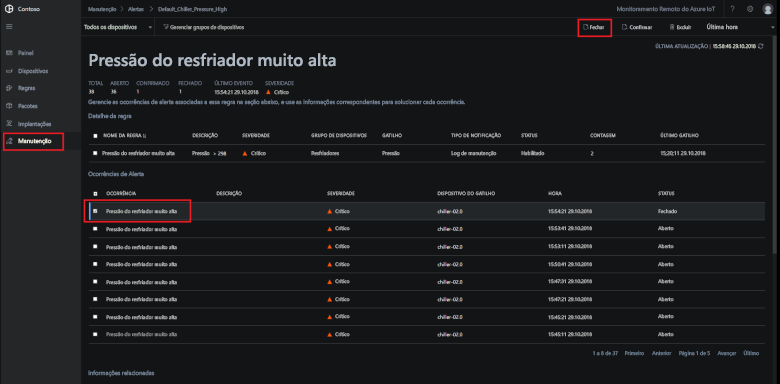 Contoso
Manutenção > Alertas > Default_Chiller_Pressure_High
Monitoramento Remoto do Azure IoT
Todos os dispositivos
Gerenciar grupos de dispositivos
Fechar
Confirmar
Excluir
Última hora
Painel
Dispositivos
Regras
Pacotes
Implantações
Manutenção
ÚLTIMA ATUALIZAÇÃO | 15:58:46 29.10.2018
Pressão do resfriador muito alta
TOTAL ABERTO CONFIRMADO FECHADO ÚLTIMO EVENTO SEVERIDADE
38 36 1 1 15:54:21 29.10.2018 Crítico
Gerencie as ocorrências de alerta associadas a essa regra na seção abaixo, e use as informações correspondentes para solucionar cada ocorrência.
Detalhe da regra
NOME DA REGRA DESCRIÇÃO SEVERIDADE GRUPO DE DISPOSITIVOS GATILHO TIPO DE NOTIFICAÇÃO STATUS CONTAGEM ÚLTIMO GATILHO
Pressão do resfriador muito alta Pressão > 298 Crítico Resfriadores Pressão Log de manutenção Habilitado 2 15;20;11 29.10.2018
Ocorrências de Alerta
OCORRÊNCIA DESCRIÇÃO SEVERIDADE DISPOSITIVO DO GATILHO HORA STATUS
Pressão do resfriador muito alta Crítico chiller-02.0 15:54:21 29.10.2018 Fechado
Pressão do resfriador muito alta Crítico chiller-02.0 15:53:41 29.10.2018 Aberto
Pressão do resfriador muito alta Crítico chiller-02.0 15:53:11 29.10.2018 Aberto
Pressão do resfriador muito alta Crítico chiller-02.0 15:50:41 29.10.2018 Aberto
Pressão do resfriador muito alta Crítico chiller-02.0 15:47:31 29.10.2018 Aberto
Pressão do resfriador muito alta Crítico chiller-02.0 15:47:21 29.10.2018 Aberto
Pressão do resfriador muito alta Crítico chiller-02.0 15:45:21 29.10.2018 Aberto
Pressão do resfriador muito alta Crítico chiller-02.0 15:45:11 29.10.2018 Aberto
1 a 8 de 37 Primeiro Anterior Página 1 de 5 Avançar Último
Informações relacionadas